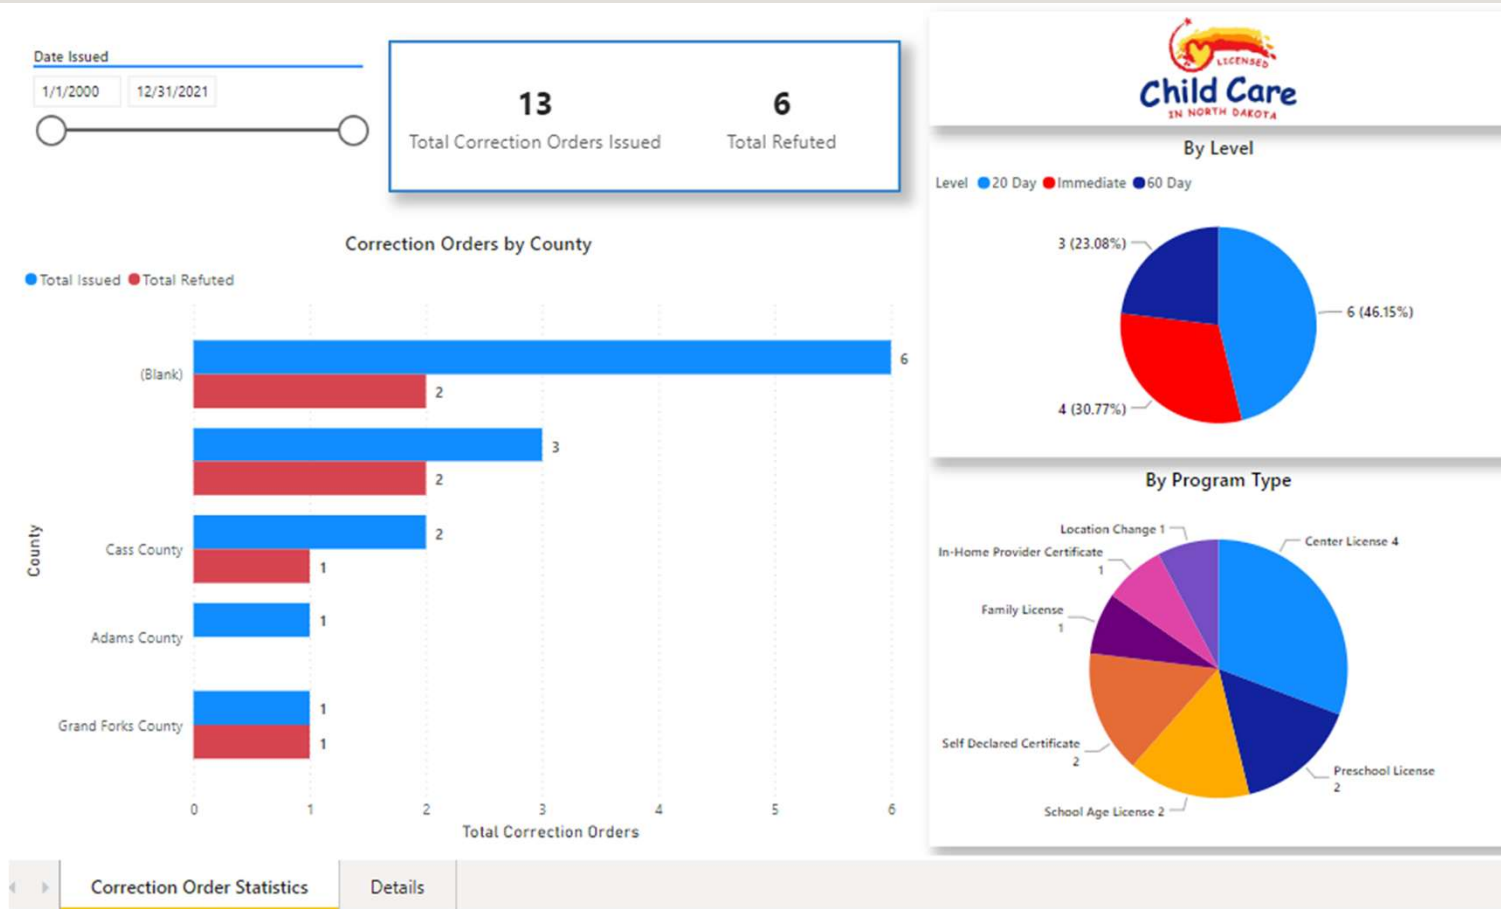 Date Issued
1/1/2000
12/31/2021
13
Total Correction Orders Issued
6
Total Refuted
LICENSED
Child Care
IN NORTH DAKOTA
By Level
Level 20 Day Immediate 60 Day
3 (23.08%)
6 (46.15%)
4 (30.77%)
Correction Orders by County
Total Issued Total Refuted
County
(Blank)
6
2
3
2
Cass County
2
1
Adams County
1
Grand Forks County
1
1
0 1 2 3 4 5 6
Total Correction Orders
By Program Type
Location Change 1
Center License 4
In-Home Provider Certificate
1
Family License
1
Self Declared Certificate
2
Preschool License
2
School Age License 2
Correction Order Statistics
Details